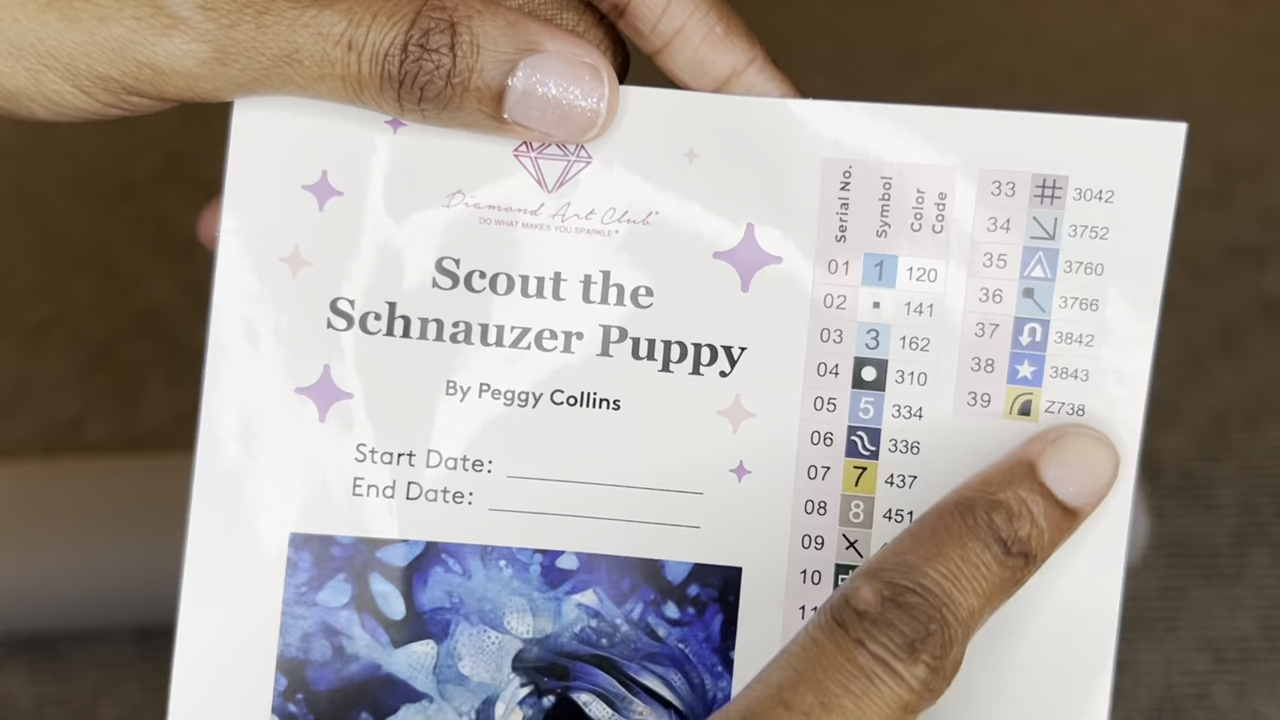 Diamond Art Club®
DO WHAT MAKES YOU SPARKLE®
Scout the
Schnauzer Puppy
By Peggy Collins
Start Date:
End Date:
Serial No. Symbol Color Code
01 1 120
02 141
03 3 162
04 310
05 5 334
06 336
07 7 437
08 8 451
09
10
11
33 # 3042
34 3752
35 3760
36 3766
37 3842
38 3843
39 Z738